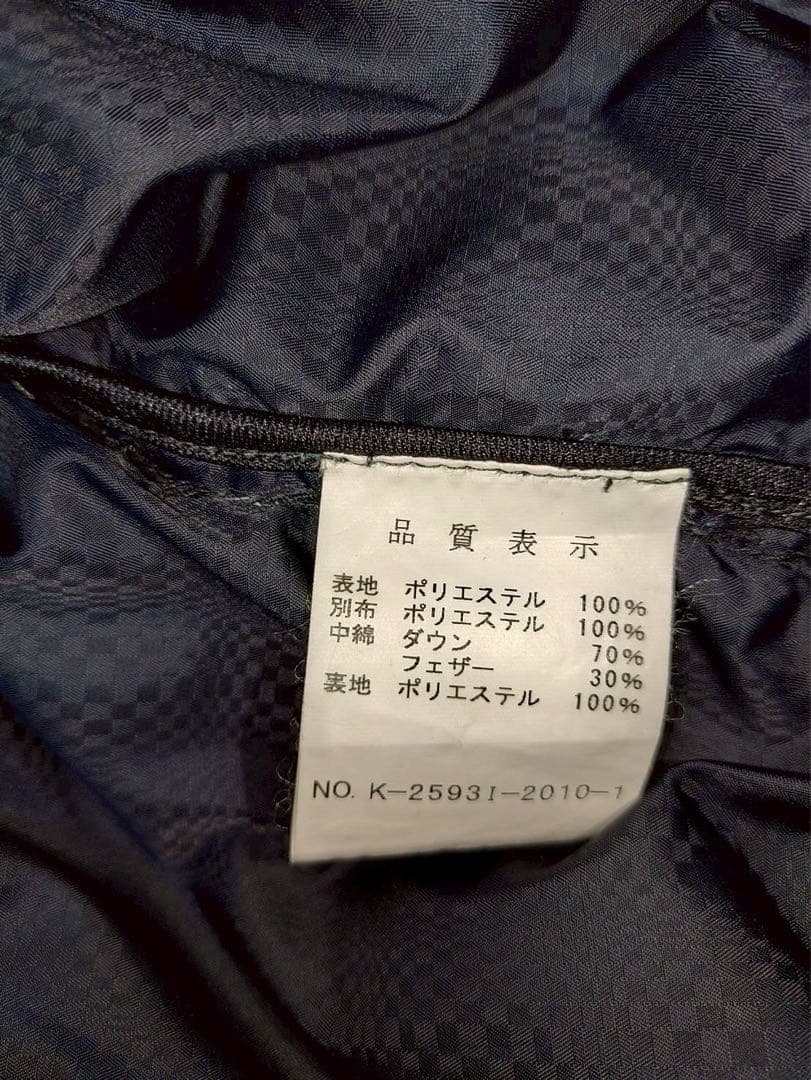 品質表示
表地 ポリエステル 100%
別布 ポリエステル 100%
中綿 ダウン 70%
フェザー 30%
裏地 ポリエステル 100%
NO. K-2593I-2010-1